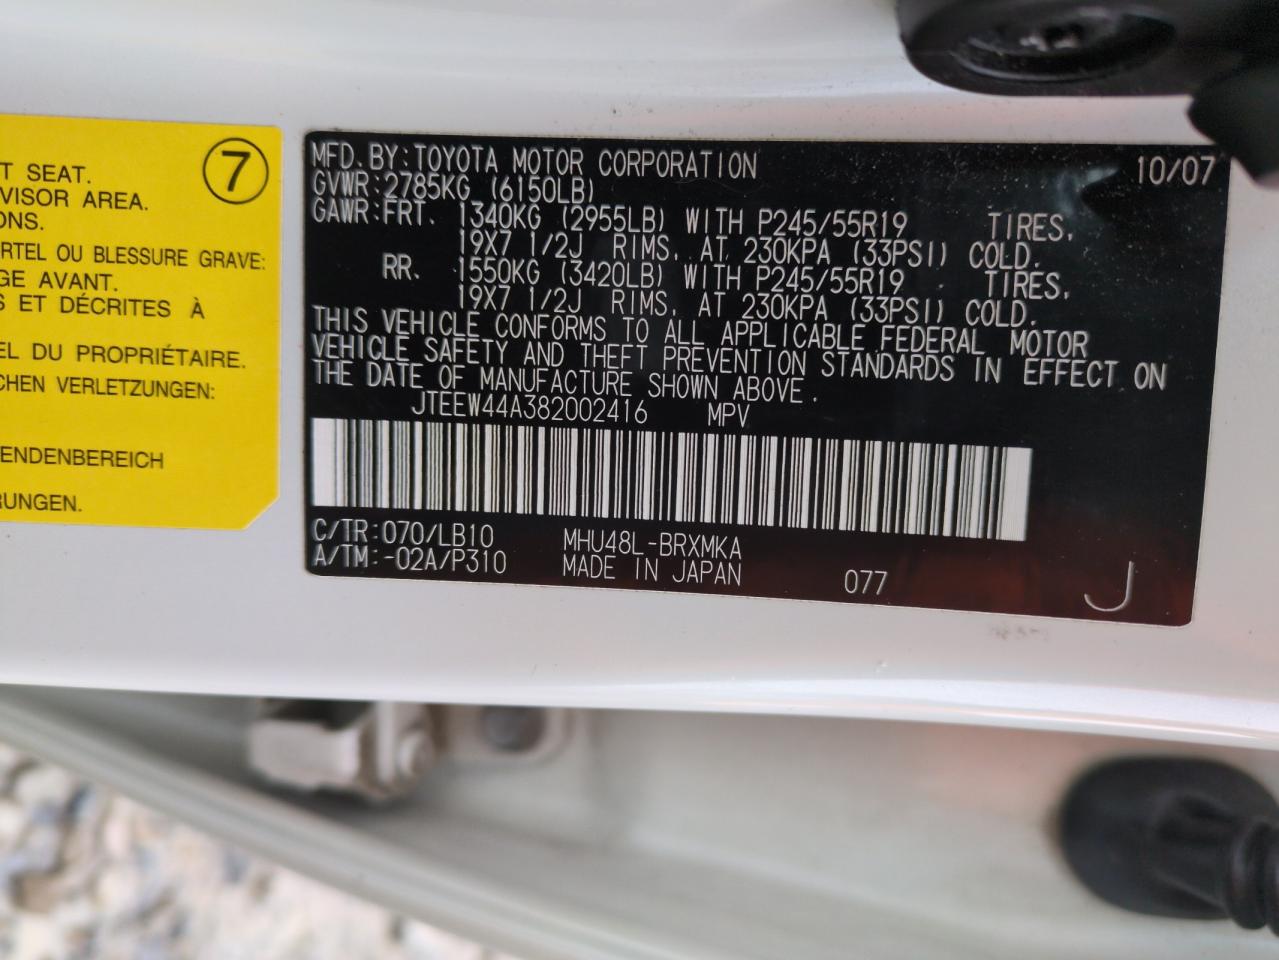 7
T SEAT.
VISOR AREA.
ONS.
RTEL OU BLESSURE GRAVE:
GE AVANT.
S ET DÉCRITES À
EL DU PROPRIÉTAIRE.
CHEN VERLETZUNGEN:
ENDENBEREICH
RUNGEN.
MFD. BY: TOYOTA MOTOR CORPORATION 10/07
GVWR: 2785KG (6150LB)
GAWR: FRT. 1340KG (2955LB) WITH P245/55R19 TIRES,
19X7 1/2J RIMS, AT 230KPA (33PSI) COLD.
RR. 1550KG (3420LB) WITH P245/55R19 TIRES,
19X7 1/2J RIMS, AT 230KPA (33PSI) COLD.
THIS VEHICLE CONFORMS TO ALL APPLICABLE FEDERAL MOTOR
VEHICLE SAFETY AND THEFT PREVENTION STANDARDS IN EFFECT ON
THE DATE OF MANUFACTURE SHOWN ABOVE.
JTEEW44A382002416 MPV
C/TR: 070/LB10 MHU48L-BRXMKA
A/TM: -02A/P310 MADE IN JAPAN 077 J